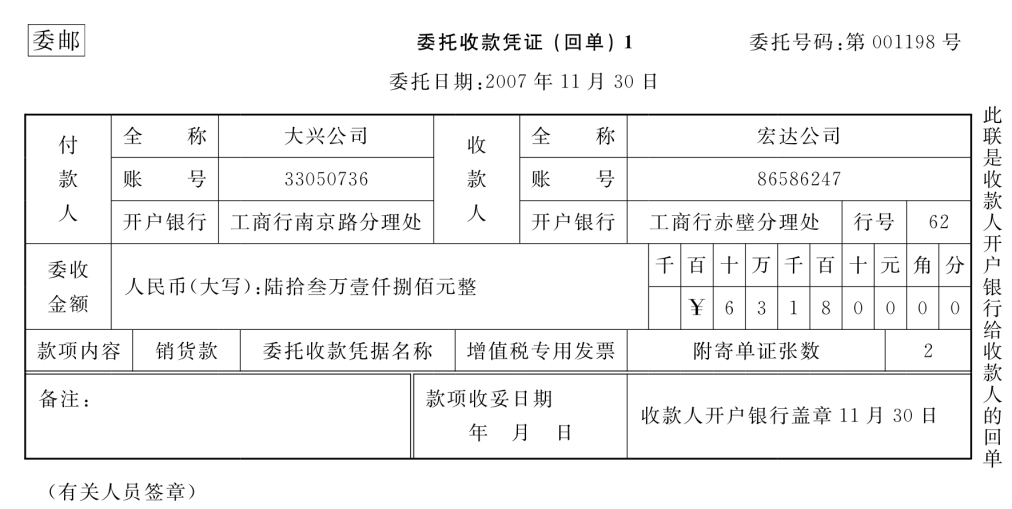 委邮
委托收款凭证(回单)1
委托号码:第 001198 号
委托日期:2007 年 11 月 30 日
付款人 全称 大兴公司 收款人 全称 宏达公司
账号 33050736 账号 86586247
开户银行 工商行南京路分理处 开户银行 工商行赤壁分理处 行号 62
委收金额 人民币(大写):陆拾叁万壹仟捌佰元整 千 百 十 万 千 百 十 元 角 分
¥ 6 3 1 8 0 0 0 0
款项内容 销货款 委托收款凭据名称 增值税专用发票 附寄单证张数 2
备注: 款项收妥日期 收款人开户银行盖章 11 月 30 日
年 月 日
此联是收款人开户银行给收款人的回单
(有关人员签章)